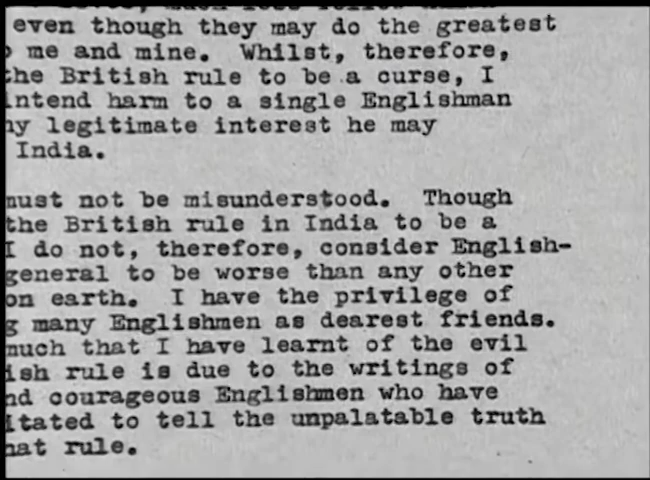 even though they may do the greatest
me and mine. Whilst, therefore,
the British rule to be a curse, I
intend harm to a single Englishman
ny legitimate interest he may
India.
must not be misunderstood. Though
the British rule in India to be a
I do not, therefore, consider English-
general to be worse than any other
on earth. I have the privilege of
g many Englishmen as dearest friends.
much that I have learnt of the evil
ish rule is due to the writings of
nd courageous Englishmen who have
itated to tell the unpalatable truth
hat rule.